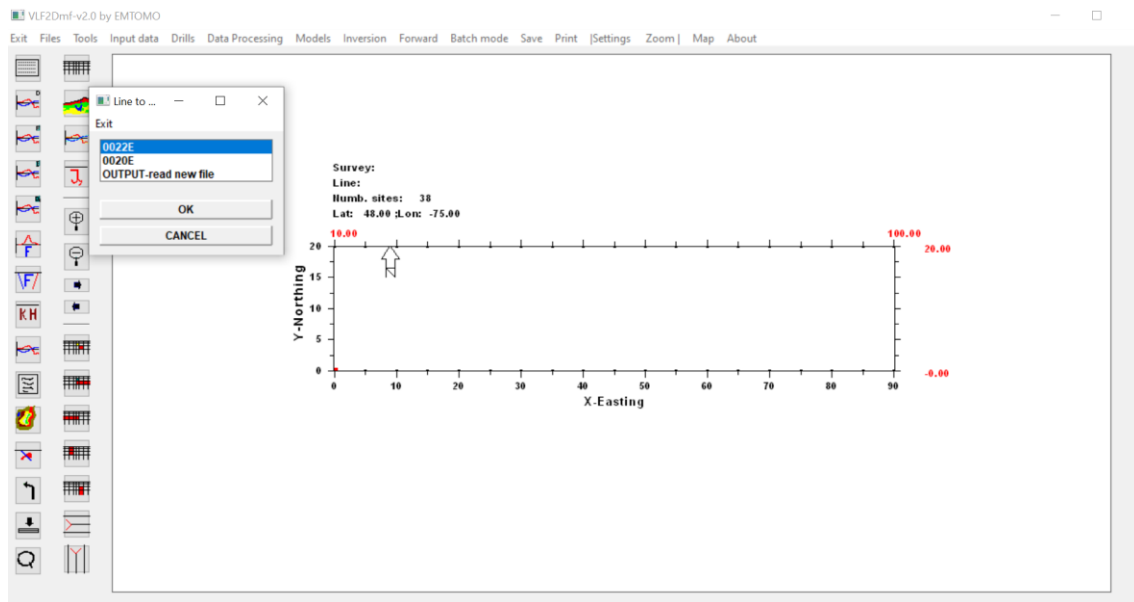 VLF2Dmf-v2.0 by EMTOMO
Exit Files Tools Input data Drills Data Processing Models Inversion Forward Batch mode Save Print |Settings Zoom | Map About
Line to ...
Exit
0022E
0020E
OUTPUT-read new file
OK
CANCEL
F
F
KH
Survey:
Line:
Numb. sites: 38
Lat: 48.00 ;Lon: -75.00
10.00 100.00
20 20.00
N
15
10
5
0 -0.00
Y-Northing
0 10 20 30 40 50 60 70 80 90
X-Easting